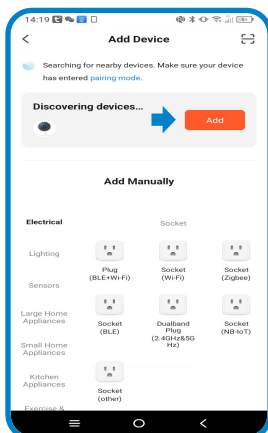 14:19
Add Device
Searching for nearby devices. Make sure your device
has entered pairing mode.
Discovering devices...
Add
Add Manually
Electrical
Socket
Lighting
Plug
(BLE+Wi-Fi)
Socket
(Wi-Fi)
Socket
(Zigbee)
Sensors
Large Home
Appliances
Socket
(BLE)
Dualband
Plug
(2.4GHz&5G
Hz)
Socket
(NB-IoT)
Small Home
Appliances
Kitchen
Appliances
Socket
(other)
Exercise &